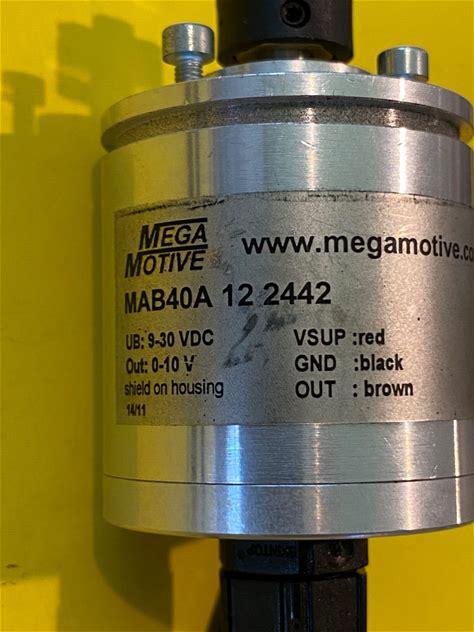 MEGA
MOTIVE
www.megamotive.co
MAB40A 12 2442
UB: 9-30 VDC
Out: 0-10 V
shield on housing
14/11
VSUP :red
GND :black
OUT : brown